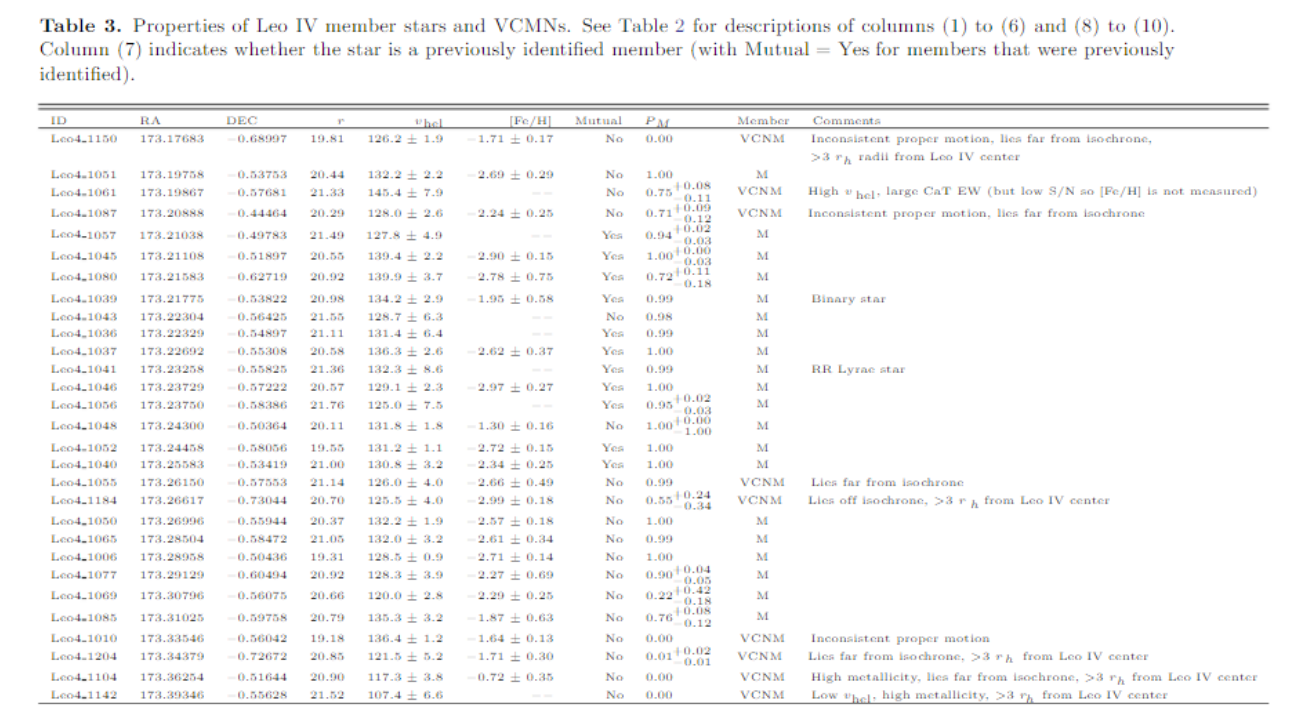 Table 3. Properties of Leo IV member stars and VCMNs. See Table 2 for descriptions of columns (1) to (6) and (8) to (10).
Column (7) indicates whether the star is a previously identified member (with Mutual = Yes for members that were previously
identified).
ID RA DEC r v_hel [Fe/H] Mutual P_M Member Comments
Leo4_1150 173.17683 −0.68997 19.81 126.2 ± 1.9 −1.71 ± 0.17 No 0.00 VCNM Inconsistent proper motion, lies far from isochrone,
>3 r_h radii from Leo IV center
Leo4_1051 173.19758 −0.53753 20.44 132.2 ± 2.2 −2.69 ± 0.29 No 1.00 M
Leo4_1061 173.19867 −0.57681 21.33 145.4 ± 7.9 −− No 0.75 +0.08 −0.11 VCNM High v_hel, large CaT EW (but low S/N so [Fe/H] is not measured)
Leo4_1087 173.20888 −0.44464 20.29 128.0 ± 2.6 −2.24 ± 0.25 No 0.71 +0.09 −0.12 VCNM Inconsistent proper motion, lies far from isochrone
Leo4_1057 173.21038 −0.49783 21.49 127.8 ± 4.9 −− Yes 0.94 +0.02 −0.03 M
Leo4_1045 173.21108 −0.51897 20.55 139.4 ± 2.2 −2.90 ± 0.15 Yes 1.00 +0.00 −0.03 M
Leo4_1080 173.21583 −0.62719 20.92 139.9 ± 3.7 −2.78 ± 0.75 Yes 0.72 +0.11 −0.18 M
Leo4_1039 173.21775 −0.53822 20.98 134.2 ± 2.9 −1.95 ± 0.58 Yes 0.99 M Binary star
Leo4_1043 173.22304 −0.56425 21.55 128.7 ± 6.3 −− No 0.98 M
Leo4_1036 173.22329 −0.54897 21.11 131.4 ± 6.4 −− Yes 0.99 M
Leo4_1037 173.22692 −0.55308 20.58 136.3 ± 2.6 −2.62 ± 0.37 Yes 1.00 M
Leo4_1041 173.23258 −0.55825 21.36 132.3 ± 8.6 −− Yes 0.99 M RR Lyrae star
Leo4_1046 173.23729 −0.57222 20.57 129.1 ± 2.3 −2.97 ± 0.27 Yes 1.00 M
Leo4_1056 173.23750 −0.58386 21.76 125.0 ± 7.5 −− Yes 0.95 +0.02 −0.03 M
Leo4_1048 173.24300 −0.50364 20.11 131.8 ± 1.8 −1.30 ± 0.16 No 1.00 +0.00 −1.00 M
Leo4_1052 173.24458 −0.58056 19.55 131.2 ± 1.1 −2.72 ± 0.15 Yes 1.00 M
Leo4_1040 173.25583 −0.53419 21.00 130.8 ± 3.2 −2.34 ± 0.25 Yes 1.00 M
Leo4_1055 173.26150 −0.57553 21.14 126.0 ± 4.0 −2.66 ± 0.49 No 0.99 VCNM Lies far from isochrone
Leo4_1184 173.26617 −0.73044 20.70 125.5 ± 4.0 −2.99 ± 0.18 No 0.55 +0.24 −0.34 VCNM Lies off isochrone, >3 r_h from Leo IV center
Leo4_1050 173.26996 −0.55944 20.37 132.2 ± 1.9 −2.57 ± 0.18 No 1.00 M
Leo4_1065 173.28504 −0.58472 21.05 132.0 ± 3.2 −2.61 ± 0.34 No 0.99 M
Leo4_1006 173.28958 −0.50436 19.31 128.5 ± 0.9 −2.71 ± 0.14 No 1.00 M
Leo4_1077 173.29129 −0.60494 20.92 128.3 ± 3.9 −2.27 ± 0.69 No 0.90 +0.04 −0.05 M
Leo4_1069 173.30796 −0.56075 20.66 120.0 ± 2.8 −2.29 ± 0.25 No 0.22 +0.42 −0.18 M
Leo4_1085 173.31025 −0.59758 20.79 135.3 ± 3.2 −1.87 ± 0.63 No 0.76 +0.08 −0.12 M
Leo4_1010 173.33546 −0.56042 19.18 136.4 ± 1.2 −1.64 ± 0.13 No 0.00 VCNM Inconsistent proper motion
Leo4_1204 173.34379 −0.72672 20.85 121.5 ± 5.2 −1.71 ± 0.30 No 0.01 +0.02 −0.01 VCNM Lies far from isochrone, >3 r_h from Leo IV center
Leo4_1104 173.36254 −0.51644 20.90 117.3 ± 3.8 −0.72 ± 0.35 No 0.00 VCNM High metallicity, lies far from isochrone, >3 r_h from Leo IV center
Leo4_1142 173.39346 −0.55628 21.52 107.4 ± 6.6 −− No 0.00 VCNM Low v_hel, high metallicity, >3 r_h from Leo IV center